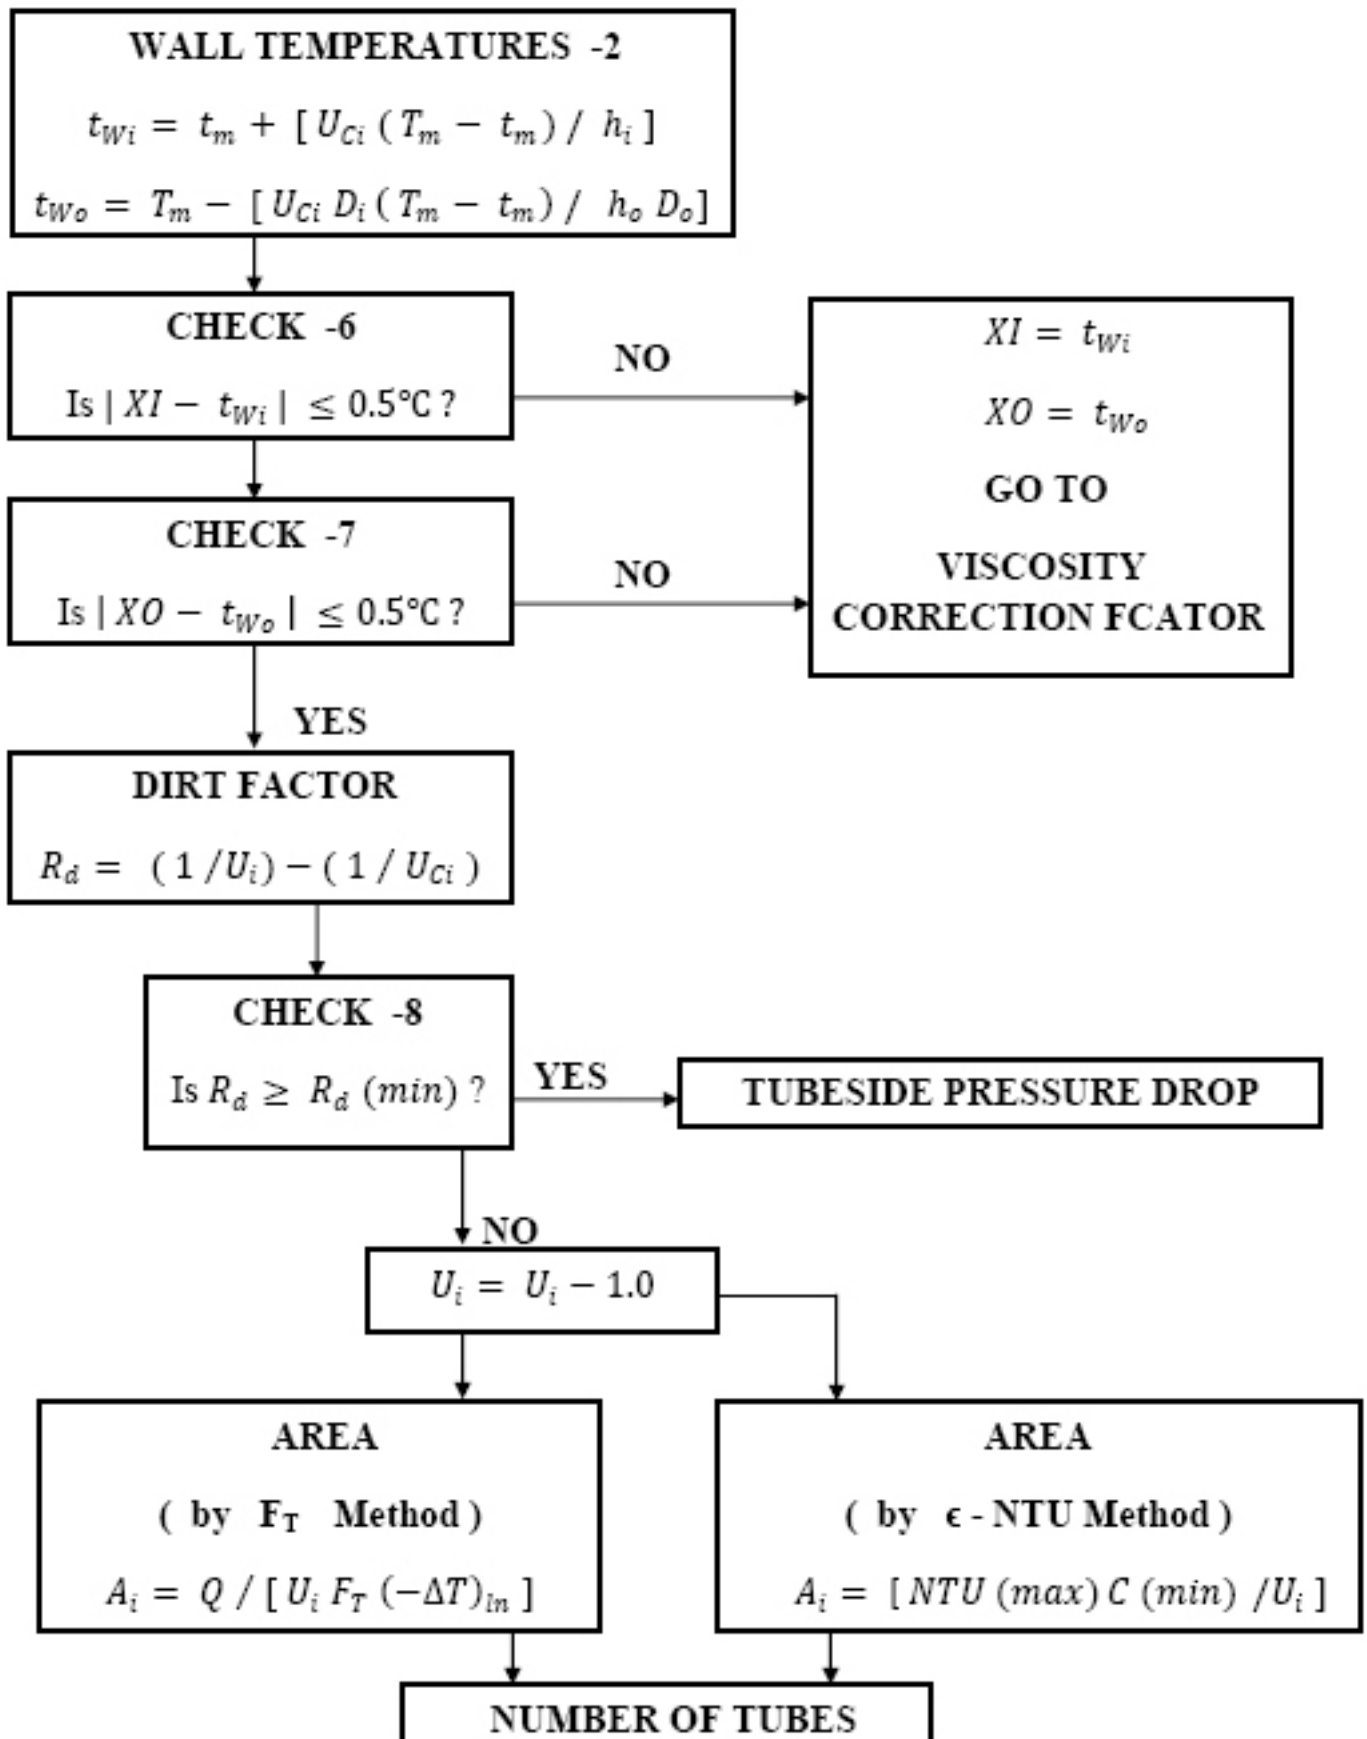 WALL TEMPERATURES -2
t_Wi = t_m + [ U_Ci ( T_m − t_m ) / h_i ]
t_Wo = T_m − [ U_Ci D_i ( T_m − t_m ) / h_o D_o ]
CHECK -6
Is | XI − t_Wi | ≤ 0.5°C ?
NO
XI = t_Wi
XO = t_Wo
GO TO
VISCOSITY
CORRECTION FCATOR
CHECK -7
Is | XO − t_Wo | ≤ 0.5°C ?
NO
YES
DIRT FACTOR
R_d = ( 1 / U_i ) − ( 1 / U_Ci )
CHECK -8
Is R_d ≥ R_d (min) ?
YES
TUBESIDE PRESSURE DROP
NO
U_i = U_i − 1.0
AREA
( by F_T Method )
A_i = Q / [ U_i F_T (−ΔT)_ln ]
AREA
( by ϵ - NTU Method )
A_i = [ NTU (max) C (min) / U_i ]
NUMBER OF TUBES